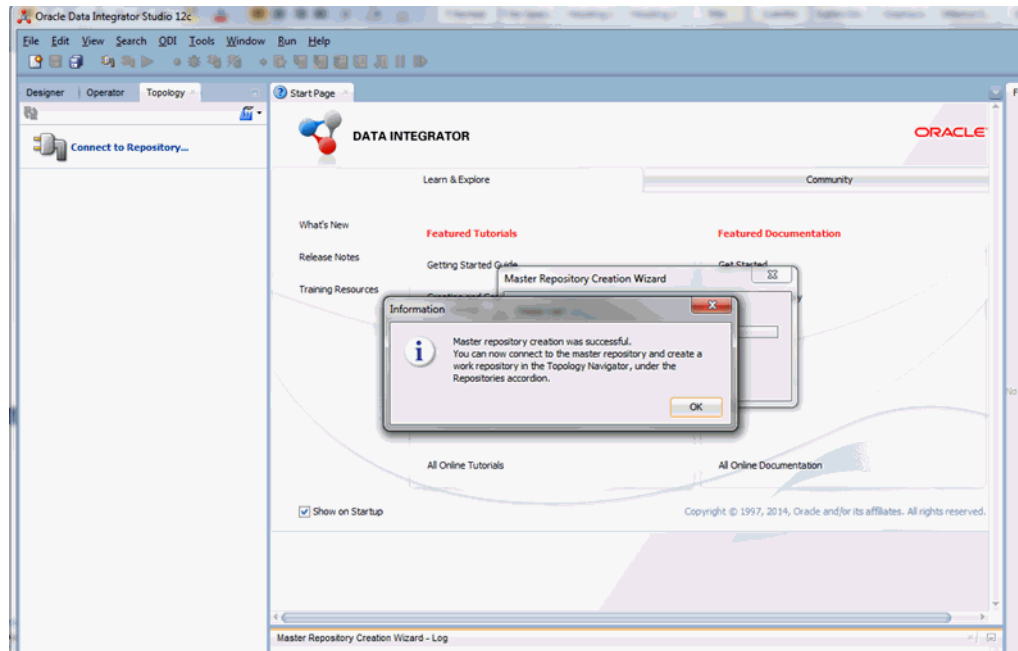 Oracle Data Integrator Studio 12c
File Edit View Search ODI Tools Window Run Help
Designer Operator Topology
Start Page
Connect to Repository...
DATA INTEGRATOR
ORACLE
Learn & Explore
Community
What's New
Featured Tutorials
Featured Documentation
Release Notes
Getting Started Guide
Get Started
Training Resources
Master Repository Creation Wizard
Information
Master repository creation was successful.
You can now connect to the master repository and create a
work repository in the Topology Navigator, under the
Repositories accordion.
OK
All Online Tutorials
All Online Documentation
Show on Startup
Copyright © 1997, 2014, Oracle and/or its affiliates. All rights reserved.
Master Repository Creation Wizard - Log